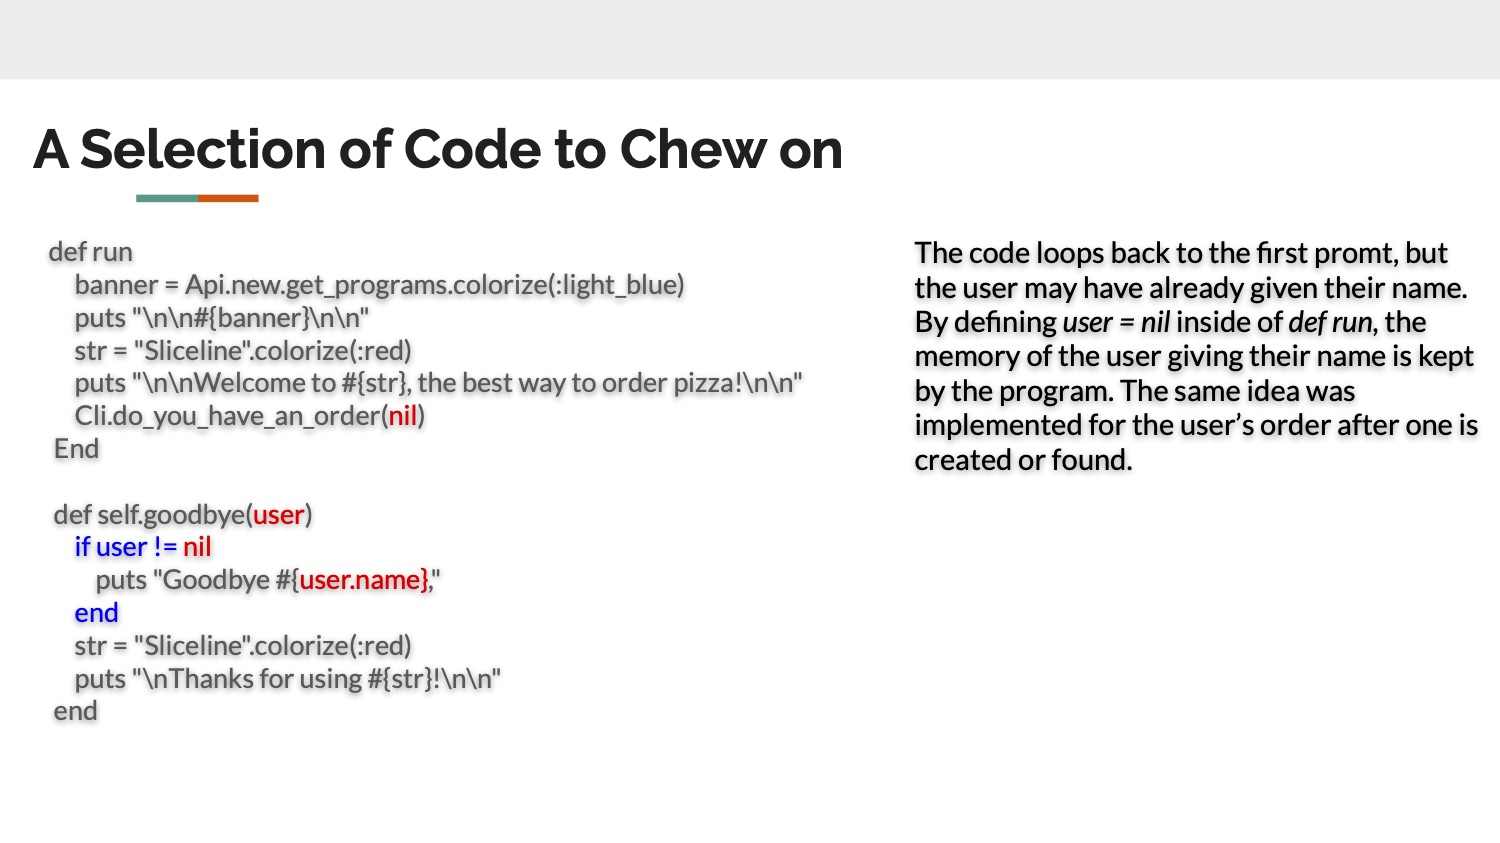 A Selection of Code to Chew on
def run
banner = Api.new.get_programs.colorize(:light_blue)
puts "\n\n#{banner}\n\n"
str = "Sliceline".colorize(:red)
puts "\n\nWelcome to #{str}, the best way to order pizza!\n\n"
Cli.do_you_have_an_order(nil)
End
def self.goodbye(user)
if user != nil
puts "Goodbye #{user.name},"
end
str = "Sliceline".colorize(:red)
puts "\nThanks for using #{str}!\n\n"
end
The code loops back to the first promt, but
the user may have already given their name.
By defining user = nil inside of def run, the
memory of the user giving their name is kept
by the program. The same idea was
implemented for the user’s order after one is
created or found.